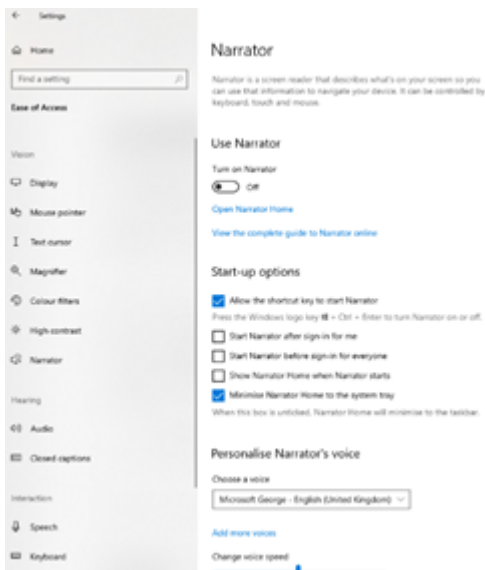 Settings
Home
Find a setting
Ease of Access
Vision
Display
Mouse pointer
Text cursor
Magnifier
Colour filters
High contrast
Narrator
Hearing
Audio
Closed captions
Interaction
Speech
Keyboard
Narrator
Narrator is a screen reader that describes what's on your screen so you
can use that information to navigate your device. It can be controlled by
keyboard, touch and mouse.
Use Narrator
Turn on Narrator
Off
Open Narrator Home
View the complete guide to Narrator online
Start-up options
Allow the shortcut key to start Narrator
Press the Windows logo key + Ctrl + Enter to turn Narrator on or off.
Start Narrator after sign-in for me
Start Narrator before sign-in for everyone
Show Narrator Home when Narrator starts
Minimise Narrator Home to the system tray
When this box is unticked, Narrator Home will minimise to the taskbar.
Personalise Narrator's voice
Choose a voice
Microsoft George - English (United Kingdom)
Add more voices
Change voice speed